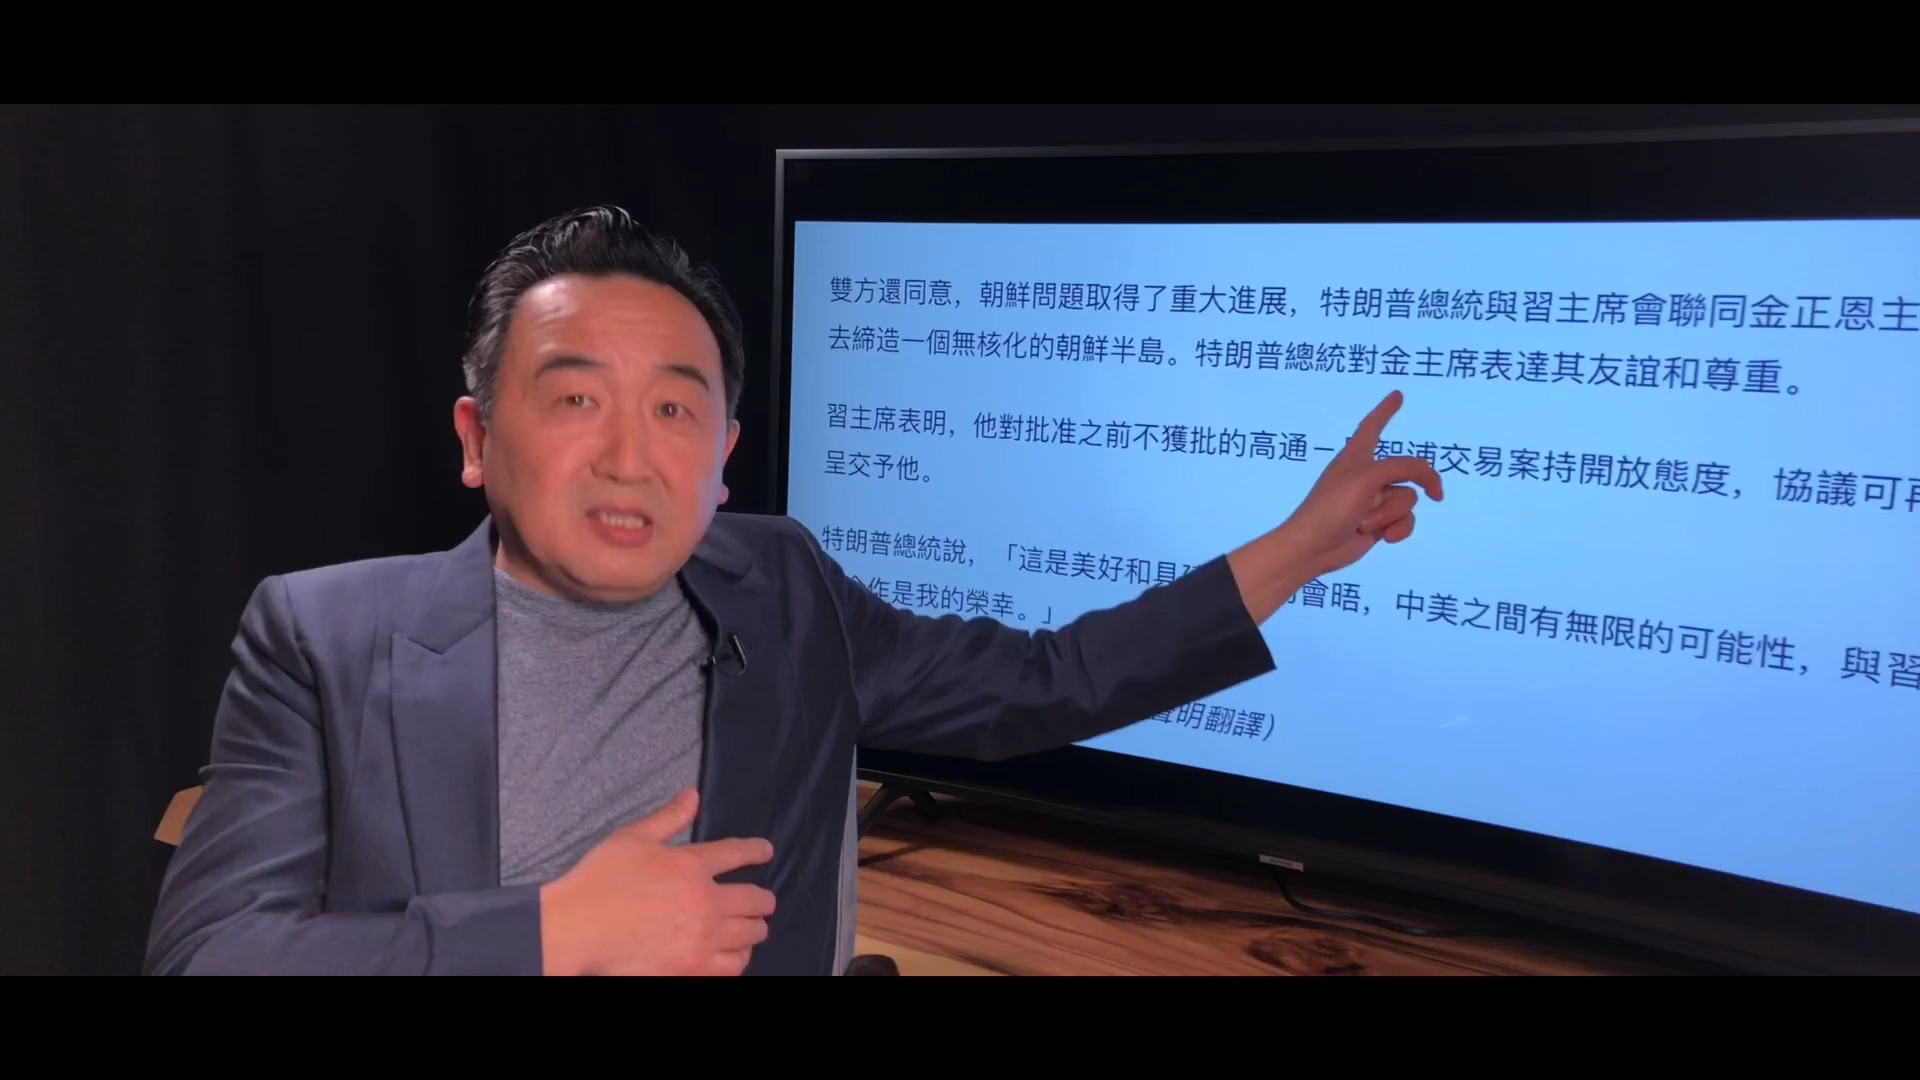 雙方還同意，朝鮮問題取得了重大進展，特朗普總統與習主席會聯同金正恩主
去締造一個無核化的朝鮮半島。特朗普總統對金主席表達其友誼和尊重。
習主席表明，他對批准之前不獲批的高通－ 智浦交易案持開放態度，協議可再
呈交予他。
特朗普總統說，「這是美好和具 會晤，中美之間有無限的可能性，與習
作是我的榮幸。」
聲明翻譯）